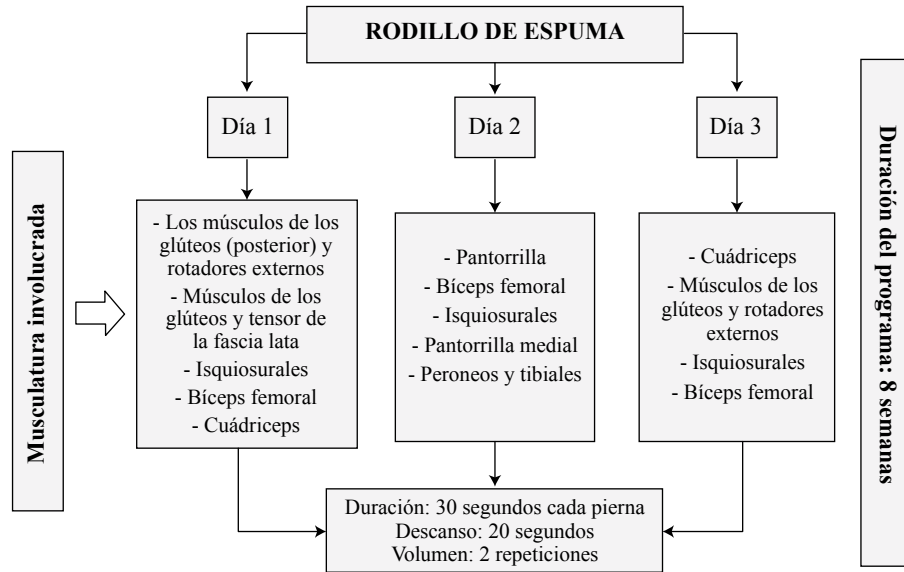 RODILLO DE ESPUMA
Día 1
Día 2
Día 3
Musculatura involucrada
- Los músculos de los
glúteos (posterior) y
rotadores externos
- Músculos de los
glúteos y tensor de
la fascia lata
- Isquiosurales
- Bíceps femoral
- Cuádriceps
- Pantorrilla
- Bíceps femoral
- Isquiosurales
- Pantorrilla medial
- Peroneos y tibiales
- Cuádriceps
- Músculos de los
glúteos y rotadores
externos
- Isquiosurales
- Bíceps femoral
Duración del programa: 8 semanas
Duración: 30 segundos cada pierna
Descanso: 20 segundos
Volumen: 2 repeticiones